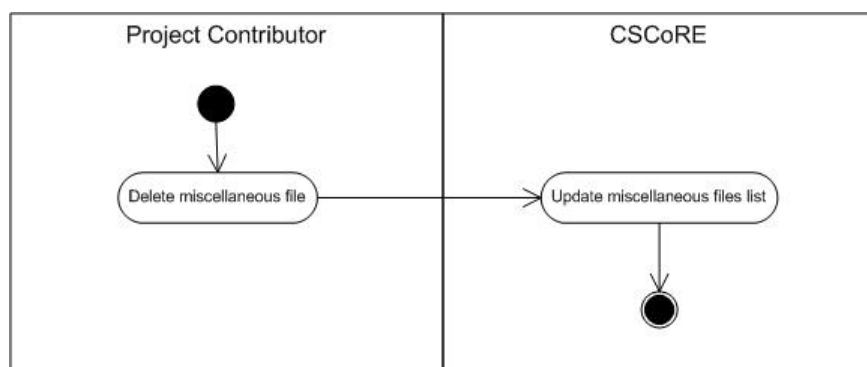 Project Contributor
CSCoRE
Delete miscellaneous file
Update miscellaneous files list